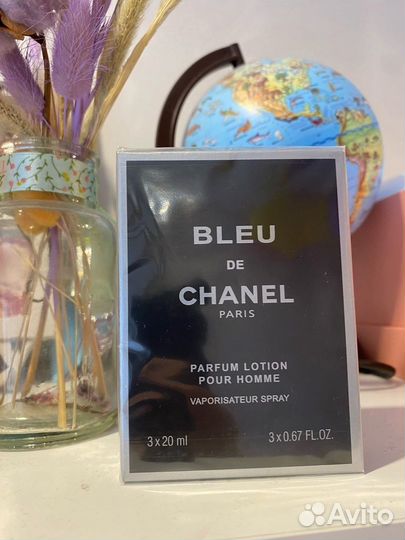 BLEU
DE
CHANEL
PARIS
PARFUM LOTION
POUR HOMME
VAPORISATEUR SPRAY
3 x 20 ml 3 x 0.67 FL.OZ.
Avito